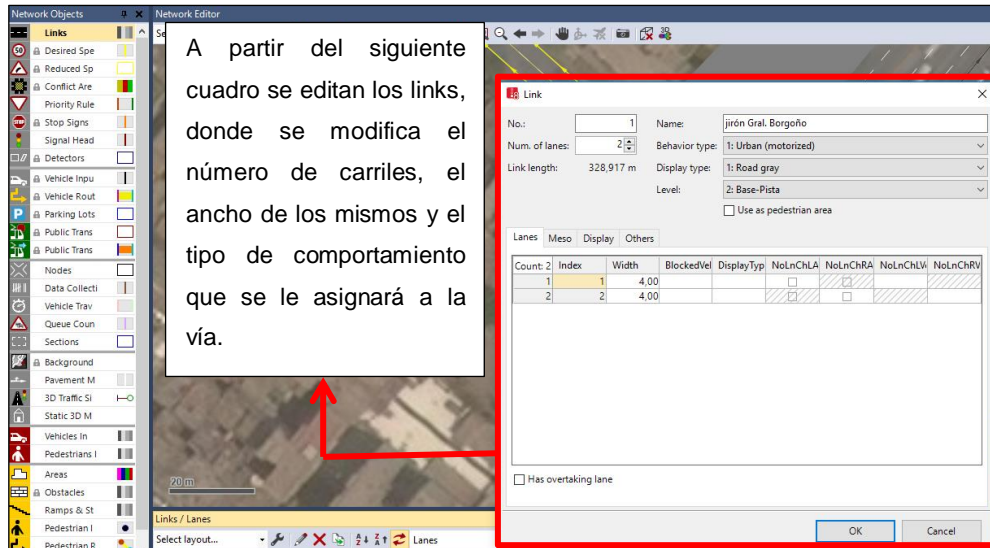 Network Objects
Network Editor
Links
Desired Spe
Reduced Sp
Conflict Are
Priority Rule
Stop Signs
Signal Head
Detectors
Vehicle Inpu
Vehicle Rout
Parking Lots
Public Trans
Public Trans
Nodes
Data Collecti
Vehicle Trav
Queue Coun
Sections
Background
Pavement M
3D Traffic Si
Static 3D M
Vehicles In
Pedestrians I
Areas
Obstacles
Ramps & St
Pedestrian I
Pedestrian R
A partir del siguiente
cuadro se editan los links,
donde se modifica el
número de carriles, el
ancho de los mismos y el
tipo de comportamiento
que se le asignará a la
vía.
20 m
Links / Lanes
Select layout...
Lanes
Link
No.: 1 Name: jirón Gral. Borgoño
Num. of lanes: 2 Behavior type: 1: Urban (motorized)
Link length: 328,917 m Display type: 1: Road gray
Level: 2: Base-Pista
Use as pedestrian area
Lanes Meso Display Others
Count: 2 Index Width BlockedVel DisplayTyp NoLnChLA NoLnChRA NoLnChLV NoLnChRV
1 1 4,00
2 2 4,00
Has overtaking lane
OK Cancel